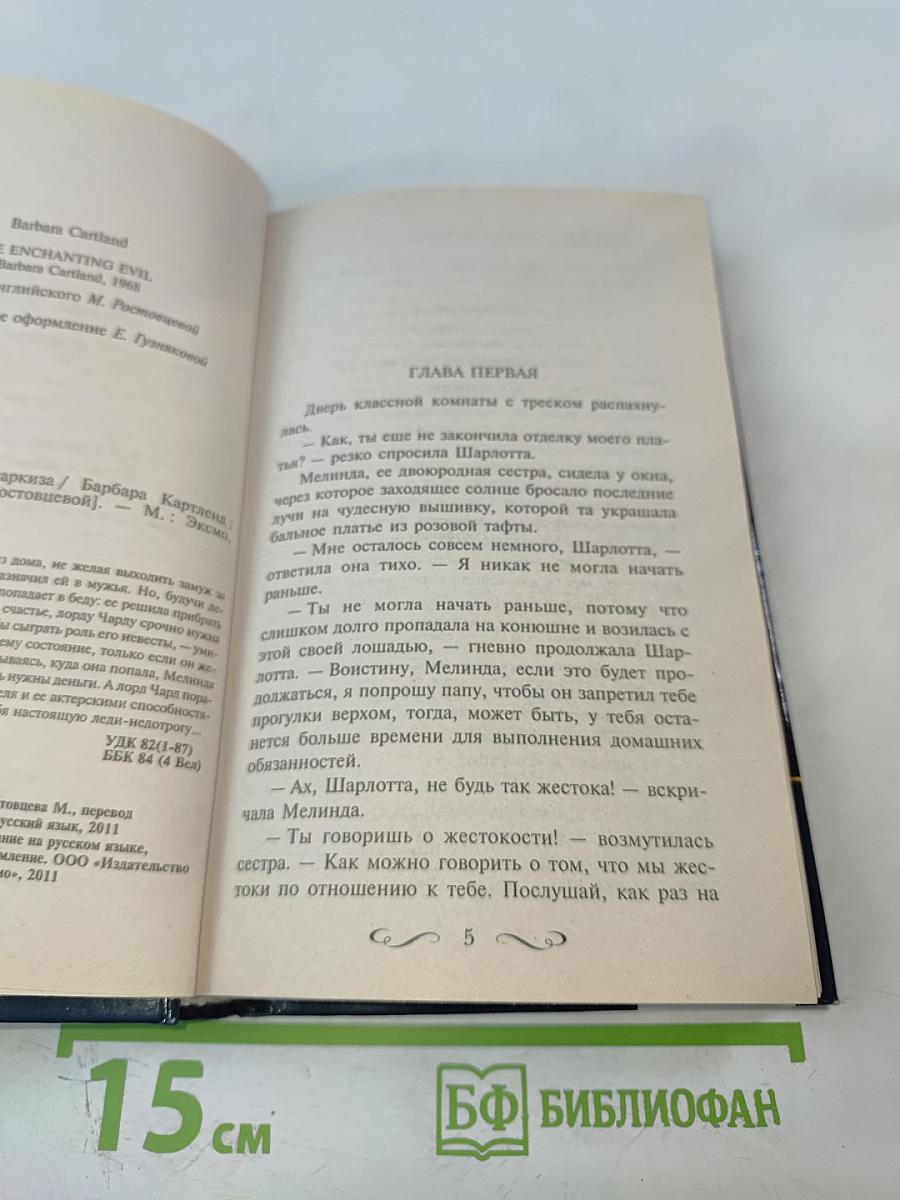 Barbara Cartland
E ENCHANTING EVIL
Barbara Cartland, 1968
нглийского М. Ростовцевой
е оформление Е. Гузняковой
аркиза / Барбара Картленд ;
остовцевой]. — М. : Эксмо,
з дома, не желая выходить замуж за
азначил ей в мужья. Но, будучи де-
попадает в беду: ее решила прибрать
счастье, лорду Чарду срочно нужна
бы сыграть роль его невесты, — уми-
ему состояние, только если он же-
дываясь, куда она попала, Мелинда
ь нужны деньги. А лорд Чард пора-
еля и ее актерскими способностя-
бя настоящую леди-недотрогу...
УДК 82(1-87)
ББК 84 (4 Вел)
товцева М., перевод
русский язык, 2011
ание на русском языке,
мление. ООО «Издательство
мо», 2011
ГЛАВА ПЕРВАЯ
Дверь классной комнаты с треском распахну-
лась.
— Как, ты еще не закончила отделку моего пла-
тья? — резко спросила Шарлотта.
Мелинда, ее двоюродная сестра, сидела у окна,
через которое заходящее солнце бросало последние
лучи на чудесную вышивку, которой та украшала
бальное платье из розовой тафты.
— Мне осталось совсем немного, Шарлотта, —
ответила она тихо. — Я никак не могла начать
раньше.
— Ты не могла начать раньше, потому что
слишком долго пропадала на конюшне и возилась с
этой своей лошадью, — гневно продолжала Шар-
лотта. — Воистину, Мелинда, если это будет про-
должаться, я попрошу папу, чтобы он запретил тебе
прогулки верхом, тогда, может быть, у тебя оста-
нется больше времени для выполнения домашних
обязанностей.
— Ах, Шарлотта, не будь так жестока! — вскри-
чала Мелинда.
— Ты говоришь о жестокости! — возмутилась
сестра. — Как можно говорить о том, что мы жес-
токи по отношению к тебе. Послушай, как раз на
5
15 см
БФ БИБЛИОФАН